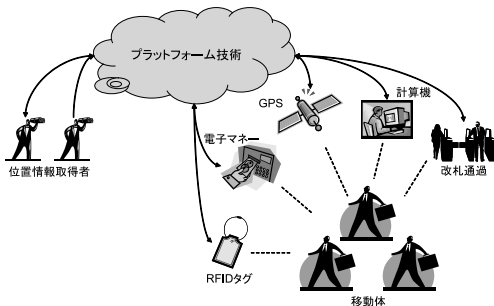 プラットフォーム技術
GPS
計算機
電子マネー
位置情報取得者
改札通過
RFIDタグ
移動体